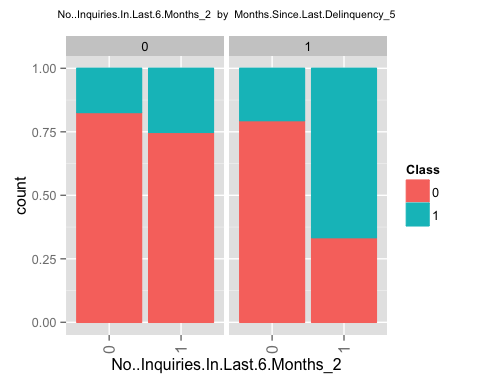 No..Inquiries.In.Last.6.Months_2 by Months.Since.Last.Delinquency_5
0 1
1.00
0.75
0.50
0.25
0.00
count
0 1 0 1
No..Inquiries.In.Last.6.Months_2
Class
0
1